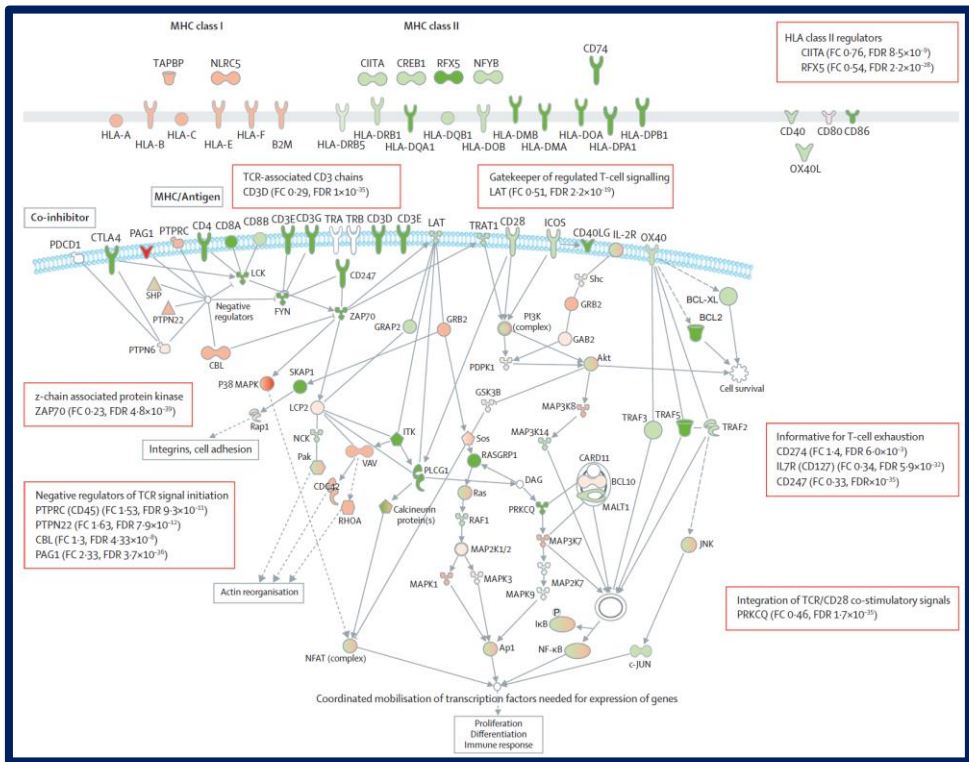 MHC class I
MHC class II
TAPBP
NLRC5
CIITA
CREB1
RFX5
NFYB
CD74
HLA class II regulators
CIITA (FC 0·76, FDR 8·5×10⁻⁹)
RFX5 (FC 0·54, FDR 2·2×10⁻²⁸)
HLA-A
HLA-B
HLA-C
HLA-E
HLA-F
B2M
HLA-DRB5
HLA-DRB1
HLA-DQA1
HLA-DQB1
HLA-DOB
HLA-DMB
HLA-DMA
HLA-DOA
HLA-DPA1
HLA-DPB1
CD40
CD80
CD86
OX40L
TCR-associated CD3 chains
CD3D (FC 0·29, FDR 1×10⁻³⁵)
Gatekeeper of regulated T-cell signalling
LAT (FC 0·51, FDR 2·2×10⁻¹⁹)
MHC/Antigen
Co-inhibitor
PDCD1
CTLA4
PAG1
PTPRC
CD4
CD8A
CD8B
CD3E
CD3G
TRA
TRB
CD3D
CD3E
LAT
TRAT1
CD28
ICOS
CD40LG
IL-2R
OX40
SHP
PTPN22
PTPN6
Negative
regulators
LCK
FYN
CD247
ZAP70
CBL
GRAP2
GRB2
Shc
GRB2
GAB2
PI3K
(complex)
PDPK1
Akt
BCL-XL
BCL2
Cell survival
z-chain associated protein kinase
ZAP70 (FC 0·23, FDR 4·8×10⁻³⁹)
P38 MAPK
SKAP1
Rap1
LCP2
GSK3B
MAP3K8
MAP3K14
TRAF3
TRAF5
TRAF2
Integrins, cell adhesion
NCK
Pak
ITK
VAV
CDC42
RHOA
PLCG1
Calcineurin
protein(s)
Sos
RASGRP1
Ras
RAF1
DAG
PRKCQ
CARD11
BCL10
MALT1
Informative for T-cell exhaustion
CD274 (FC 1·4, FDR 6·0×10⁻³)
IL7R (CD127) (FC 0·34, FDR 5·9×10⁻³²)
CD247 (FC 0·33, FDR×10⁻³⁵)
Negative regulators of TCR signal initiation
PTPRC (CD45) (FC 1·53, FDR 9·3×10⁻¹¹)
PTPN22 (FC 1·63, FDR 7·9×10⁻¹²)
CBL (FC 1·3, FDR 4·33×10⁻⁸)
PAG1 (FC 2·33, FDR 3·7×10⁻³⁶)
MAP2K1/2
MAPK1
MAPK3
MAP3K7
MAP2K7
MAPK9
JNK
Actin reorganisation
P
IκB
NF-κB
c-JUN
Integration of TCR/CD28 co-stimulatory signals
PRKCQ (FC 0·46, FDR 1·7×10⁻³⁵)
NFAT (complex)
Ap1
Coordinated mobilisation of transcription factors needed for expression of genes
Proliferation
Differentiation
Immune response